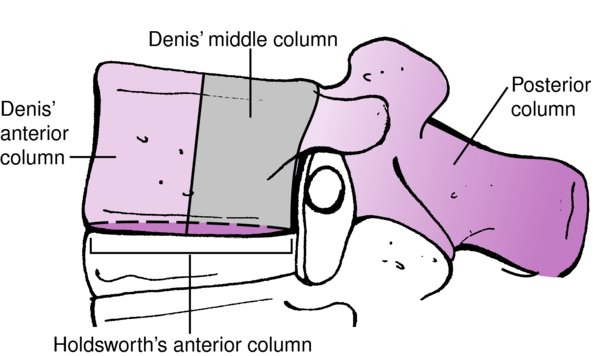 Denis’ middle column
Denis’
anterior
column
Posterior
column
Holdsworth’s anterior column